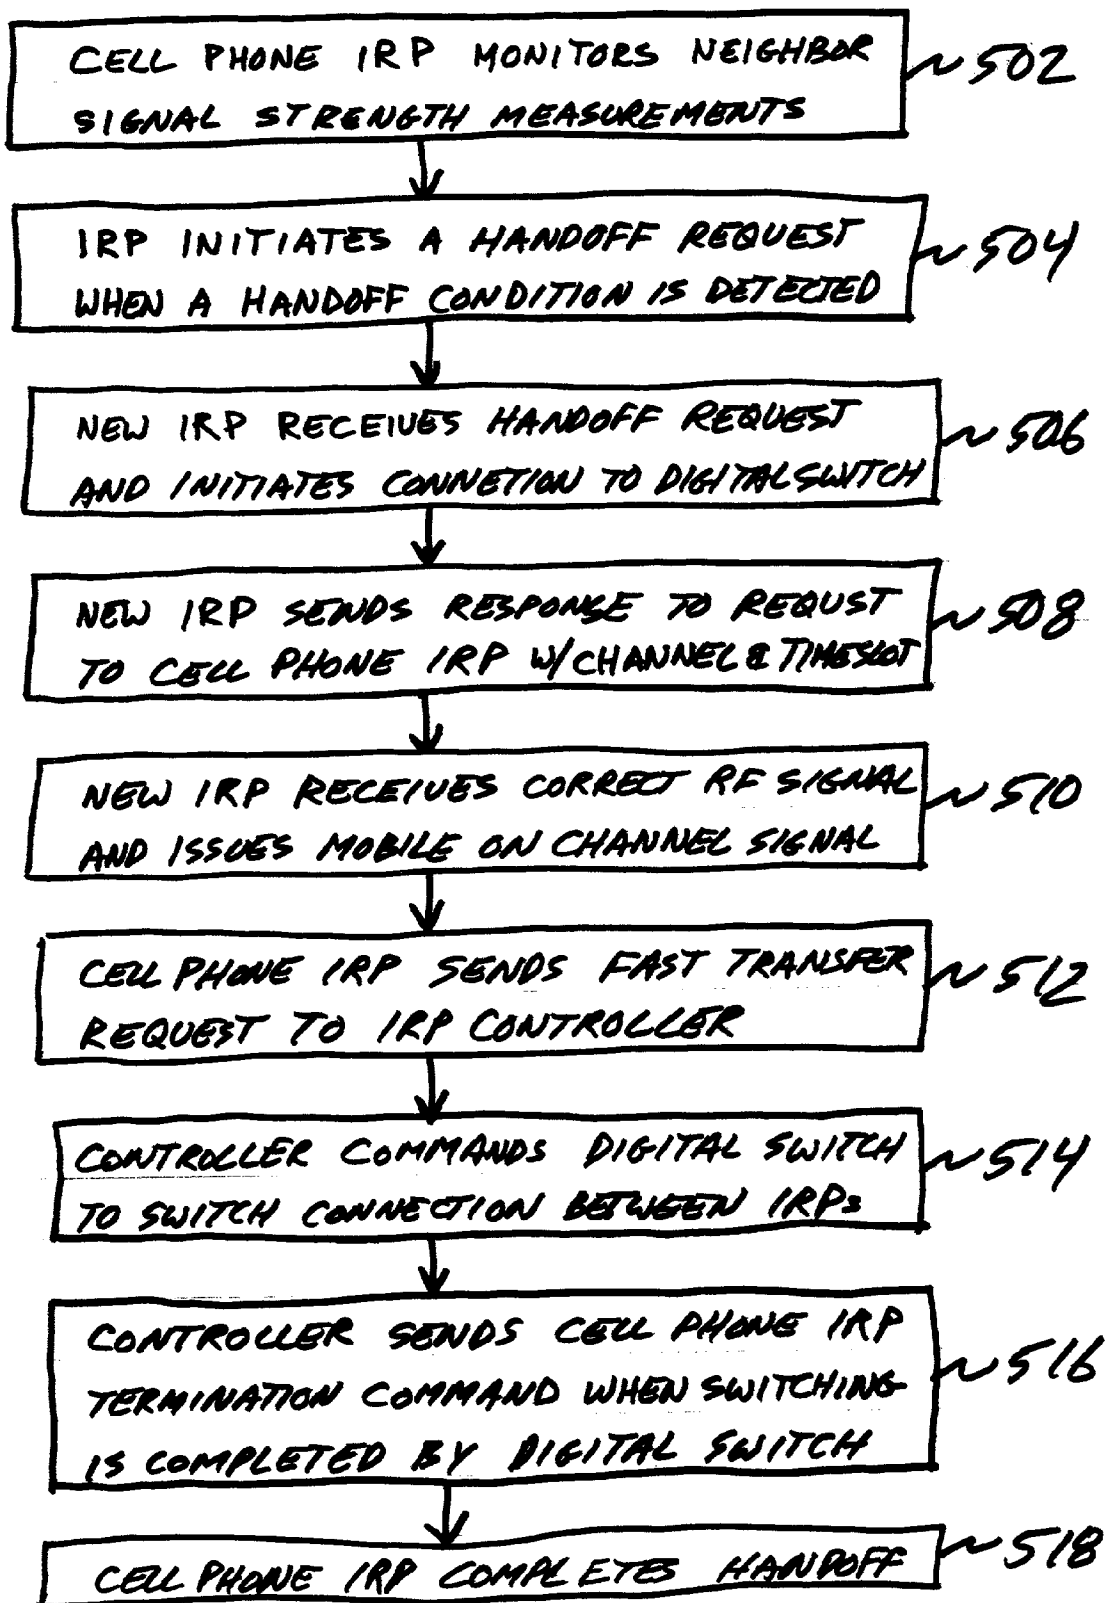 CELL PHONE IRP MONITORS NEIGHBOR
SIGNAL STRENGTH MEASUREMENTS
502
IRP INITIATES A HANDOFF REQUEST
WHEN A HANDOFF CONDITION IS DETECTED
504
NEW IRP RECEIVES HANDOFF REQUEST
AND INITIATES CONNETION TO DIGITAL SWITCH
506
NEW IRP SENDS RESPONSE TO REQUST
TO CELL PHONE IRP W/CHANNEL & TIMESLOT
508
NEW IRP RECEIVES CORRECT RF SIGNAL
AND ISSUES MOBILE ON CHANNEL SIGNAL
510
CELL PHONE IRP SENDS FAST TRANSFER
REQUEST TO IRP CONTROLLER
512
CONTROLLER COMMANDS DIGITAL SWITCH
TO SWITCH CONNECTION BETWEEN IRPs
514
CONTROLLER SENDS CELL PHONE IRP
TERMINATION COMMAND WHEN SWITCHING
IS COMPLETED BY DIGITAL SWITCH
516
CELL PHONE IRP COMPLETES HANDOFF
518